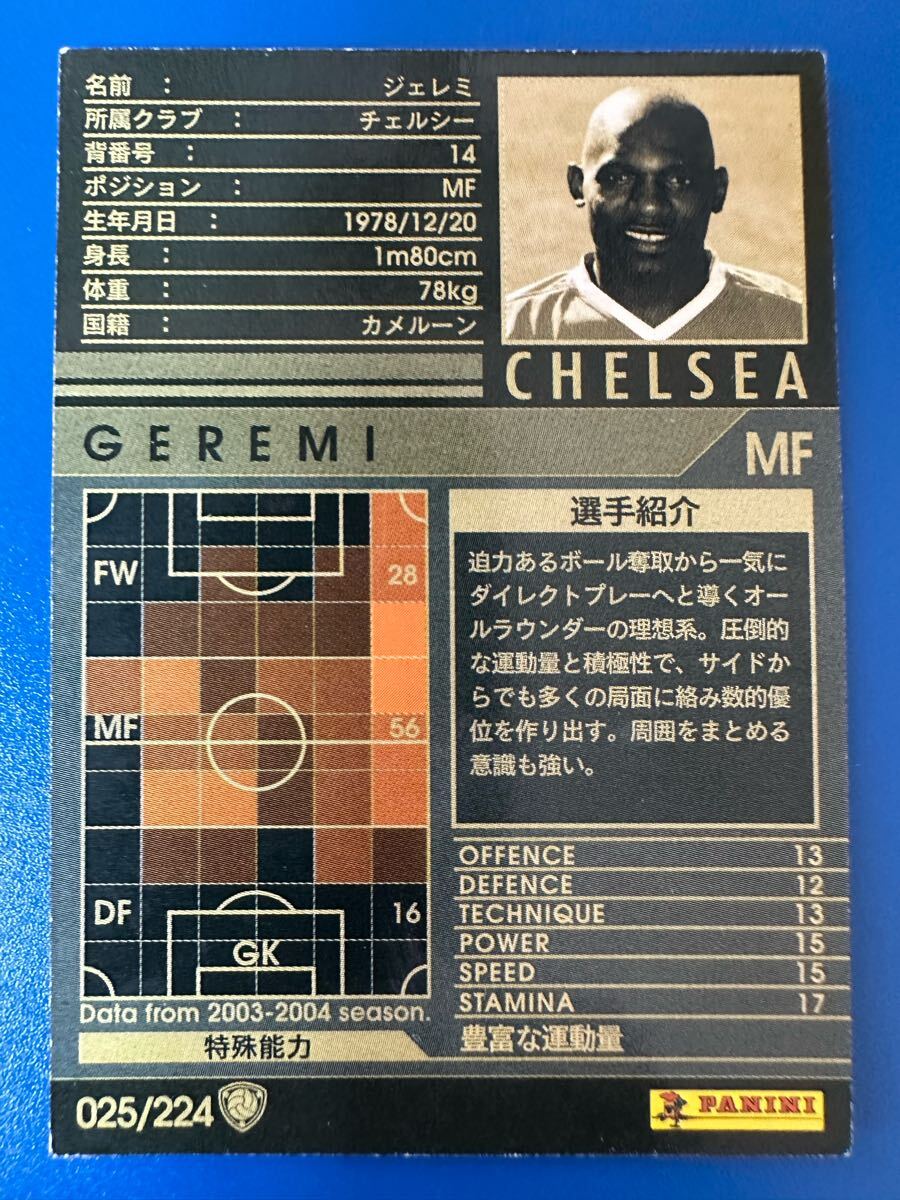 名前 : ジェレミ
所属クラブ : チェルシー
背番号 : 14
ポジション : MF
生年月日 : 1978/12/20
身長 : 1m80cm
体重 : 78kg
国籍 : カメルーン
CHELSEA
GEREMI
MF
FW 28
MF 56
DF 16
GK
Data from 2003-2004 season.
選手紹介
迫力あるボール奪取から一気に
ダイレクトプレーへと導くオー
ルラウンダーの理想系。圧倒的
な運動量と積極性で、サイドか
らでも多くの局面に絡み数的優
位を作り出す。周囲をまとめる
意識も強い。
OFFENCE 13
DEFENCE 12
TECHNIQUE 13
POWER 15
SPEED 15
STAMINA 17
特殊能力 豊富な運動量
025/224
PANINI